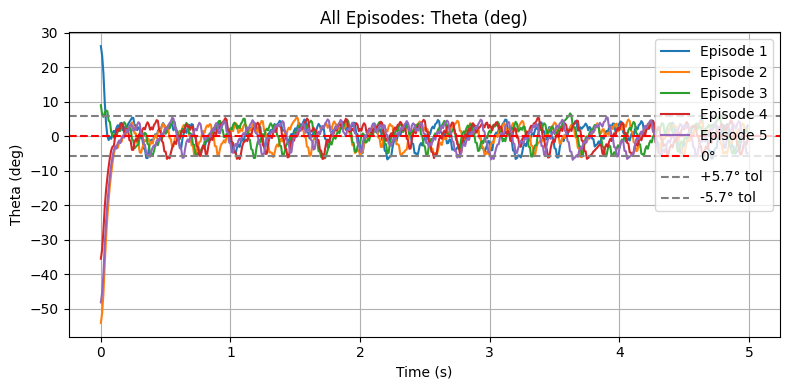 All Episodes: Theta (deg)
Theta (deg)
30
20
10
0
−10
−20
−30
−40
−50
0
1
2
3
4
5
Time (s)
Episode 1
Episode 2
Episode 3
Episode 4
Episode 5
0°
+5.7° tol
-5.7° tol